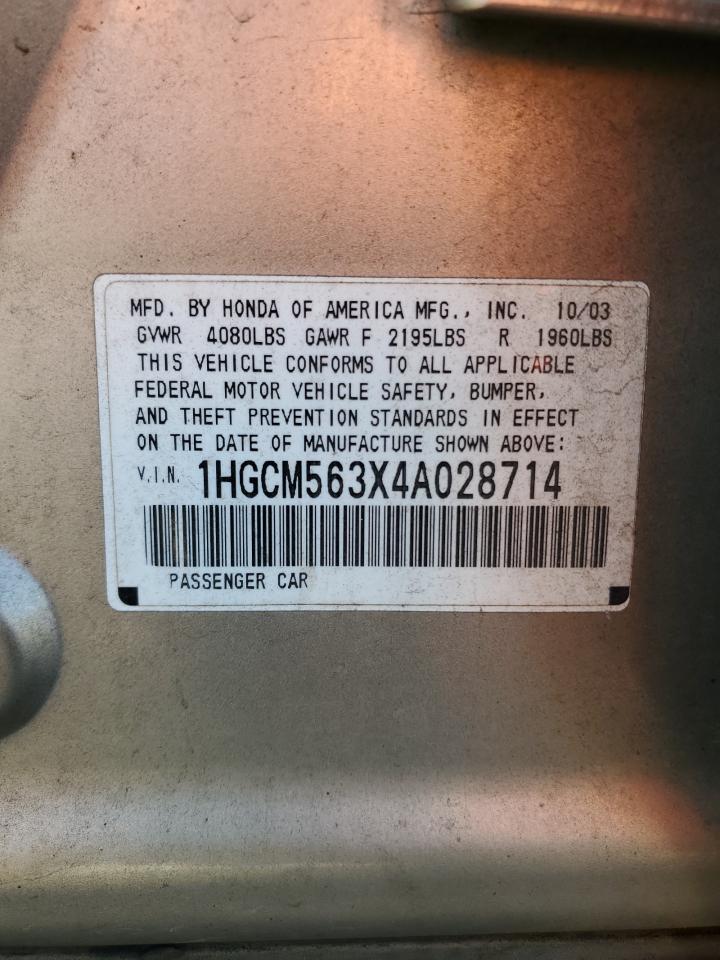 MFD. BY HONDA OF AMERICA MFG., INC. 10/03
GVWR 4080LBS GAWR F 2195LBS R 1960LBS
THIS VEHICLE CONFORMS TO ALL APPLICABLE
FEDERAL MOTOR VEHICLE SAFETY, BUMPER,
AND THEFT PREVENTION STANDARDS IN EFFECT
ON THE DATE OF MANUFACTURE SHOWN ABOVE:
V.I.N. 1HGCM563X4A028714
PASSENGER CAR